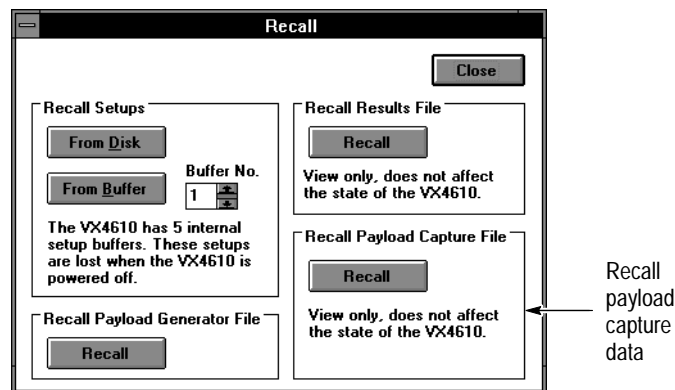 Recall
Close
Recall Setups
From Disk
From Buffer
Buffer No.
1
The VX4610 has 5 internal
setup buffers. These setups
are lost when the VX4610 is
powered off.
Recall Payload Generator File
Recall
Recall Results File
Recall
View only, does not affect
the state of the VX4610.
Recall Payload Capture File
Recall
View only, does not affect
the state of the VX4610.
Recall
payload
capture
data